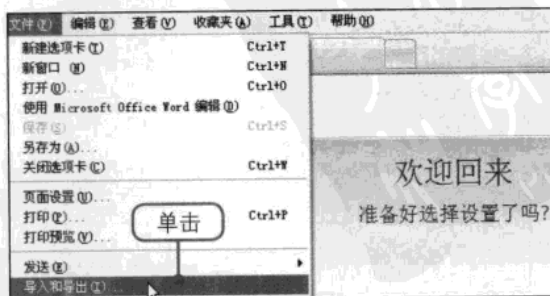 文件(F) 编辑(E) 查看(V) 收藏夹(A) 工具(T) 帮助(H)
新建选项卡(T) Ctrl+T
新窗口(N) Ctrl+N
打开(O)... Ctrl+O
使用 Microsoft Office Word 编辑(D)
保存(S) Ctrl+S
另存为(A)...
关闭选项卡(C) Ctrl+W
页面设置(U)...
打印(P)... Ctrl+P
打印预览(V)...
发送(E)
导入和导出(I)...
单击
欢迎回来
准备好选择设置了吗?